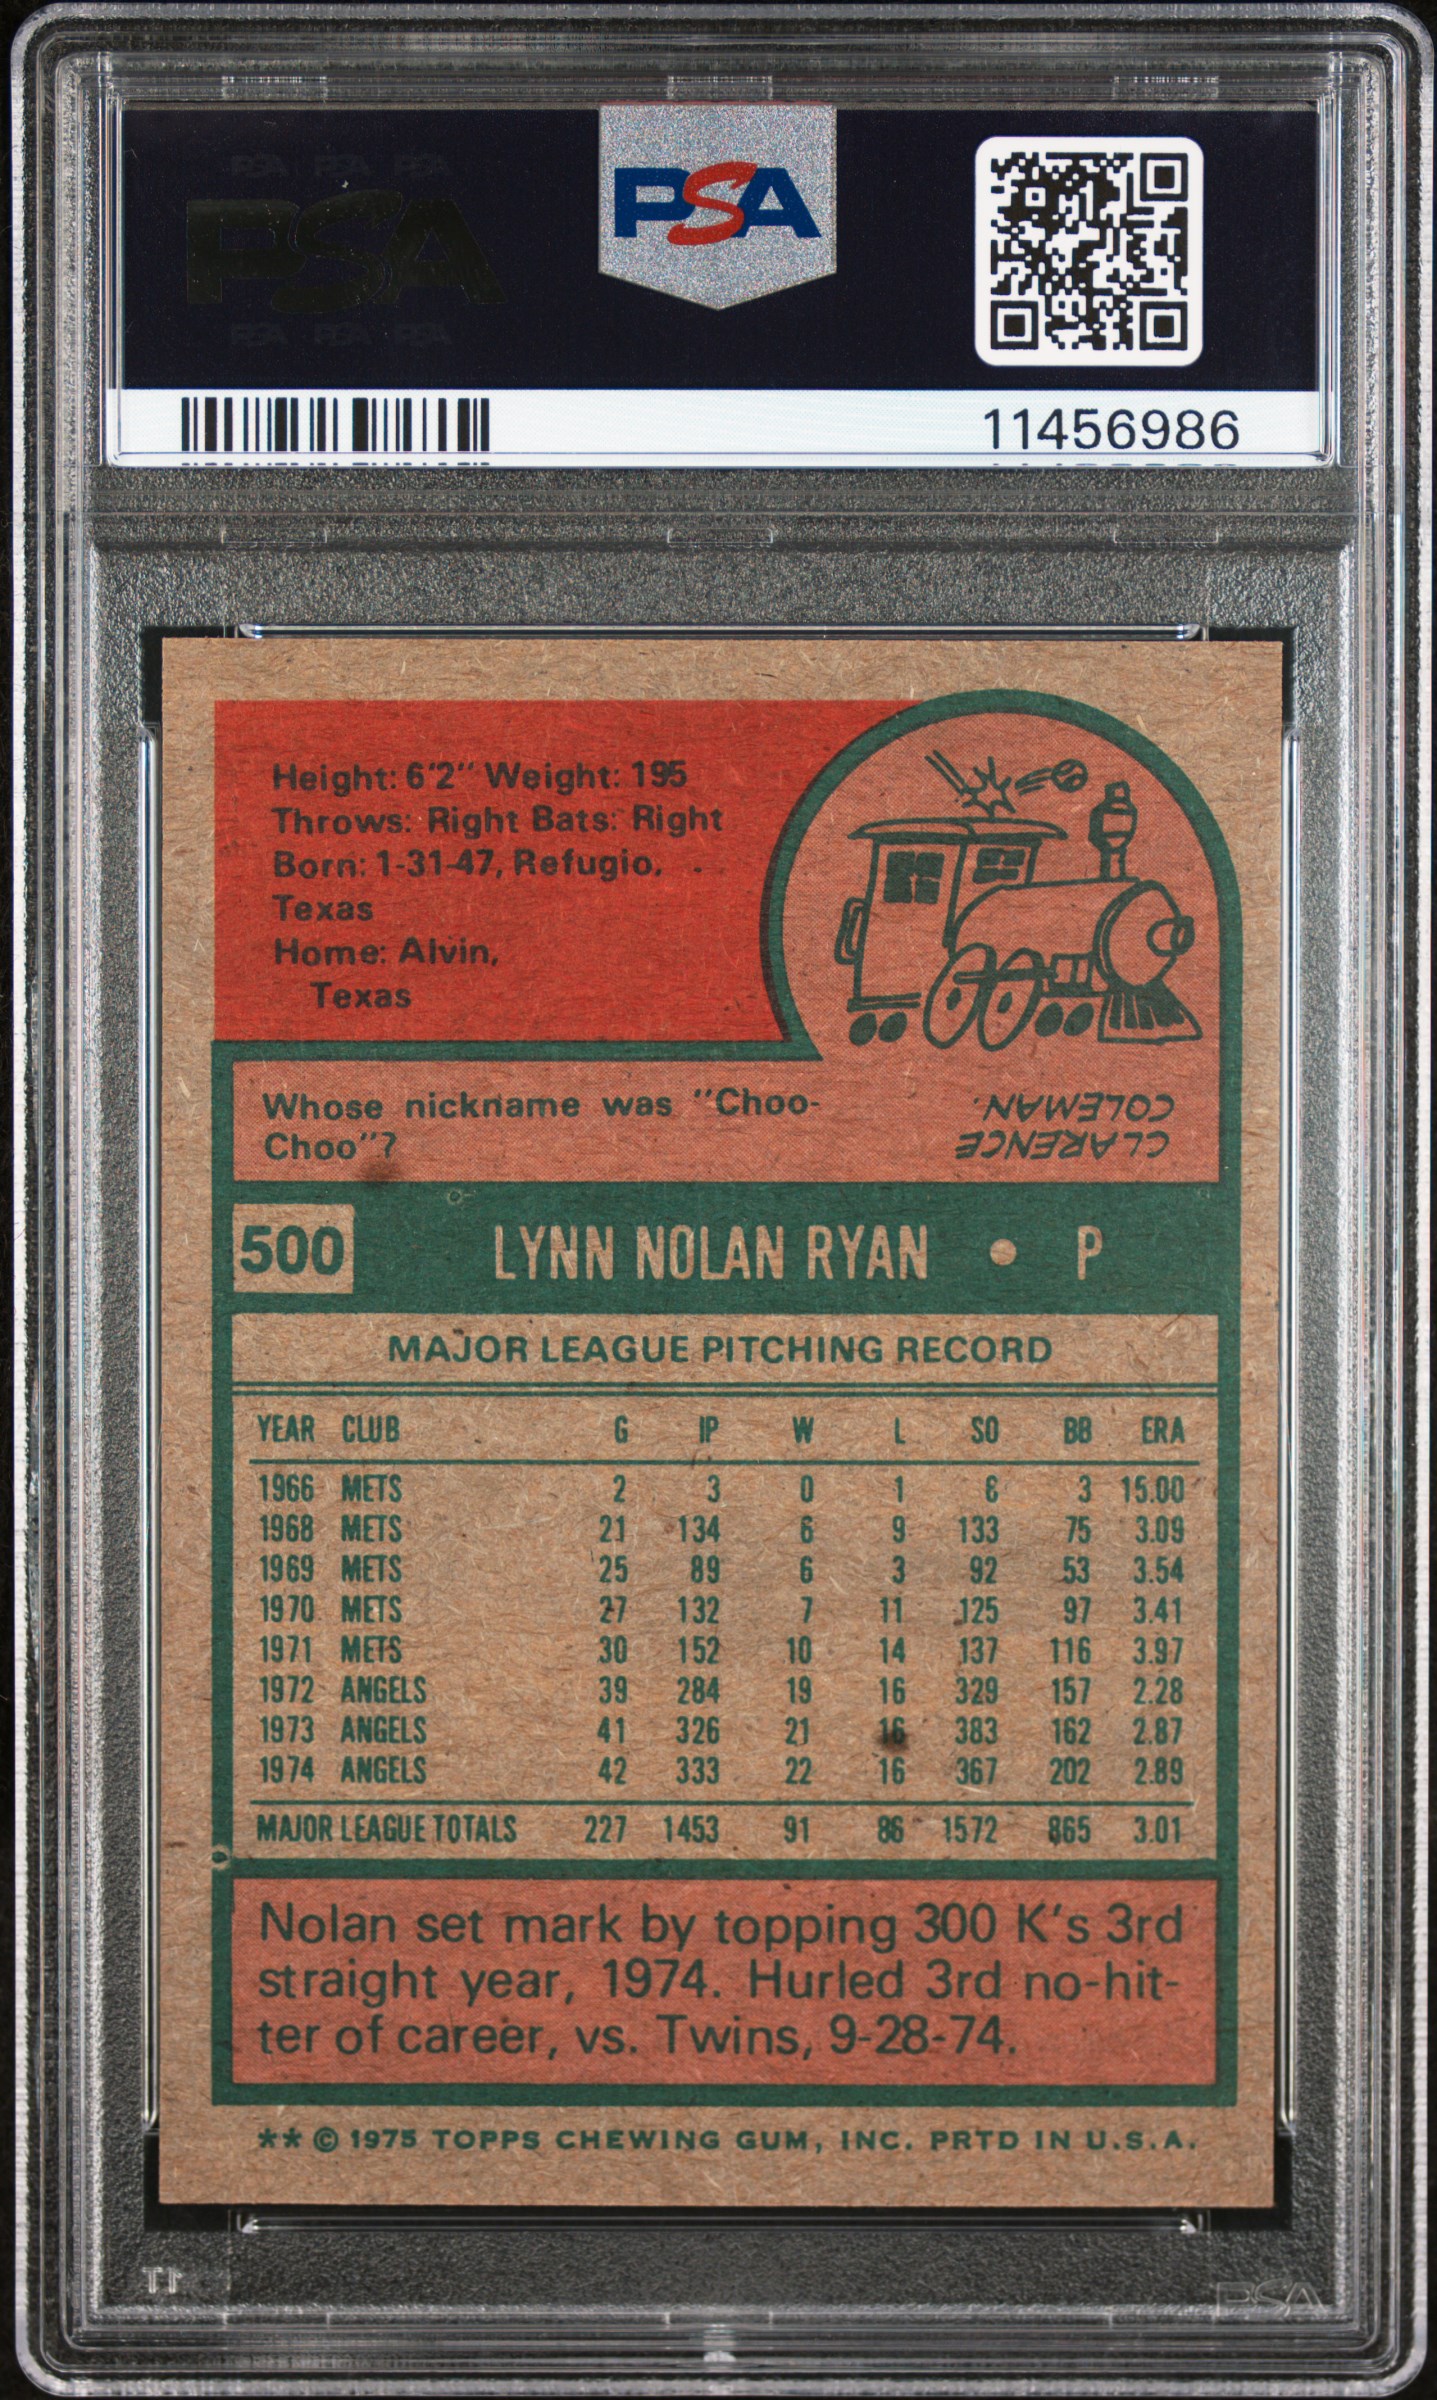 PSA PSA PSA
PSA
PSA PSA PSA
PSA
11456986
Height: 6'2" Weight: 195
Throws: Right Bats: Right
Born: 1-31-47, Refugio,
Texas
Home: Alvin,
Texas
Whose nickname was "Choo-
Choo"?
CLARENCE
COLEMAN.
500 LYNN NOLAN RYAN • P
MAJOR LEAGUE PITCHING RECORD
YEAR CLUB G IP W L SO BB ERA
1966 METS 2 3 0 1 6 3 15.00
1968 METS 21 134 6 9 133 75 3.09
1969 METS 25 89 6 3 92 53 3.54
1970 METS 27 132 7 11 125 97 3.41
1971 METS 30 152 10 14 137 116 3.97
1972 ANGELS 39 284 19 16 329 157 2.28
1973 ANGELS 41 326 21 16 383 162 2.87
1974 ANGELS 42 333 22 16 367 202 2.89
MAJOR LEAGUE TOTALS 227 1453 91 86 1572 865 3.01
Nolan set mark by topping 300 K's 3rd
straight year, 1974. Hurled 3rd no-hit-
ter of career, vs. Twins, 9-28-74.
** © 1975 TOPPS CHEWING GUM, INC. PRTD IN U.S.A.
PSA